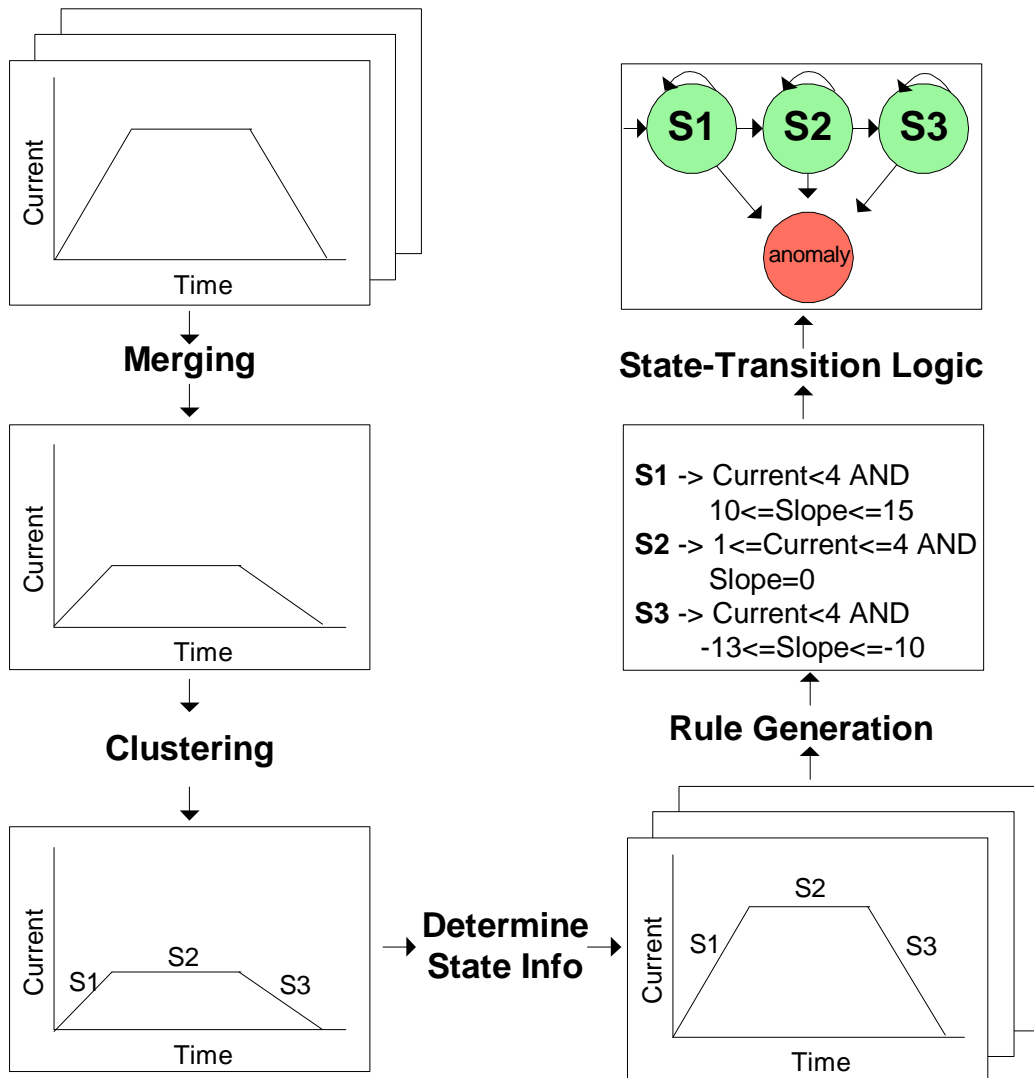 Current
Time
Merging
Current
Time
Clustering
Current
S1
S2
S3
Time
Determine
State Info
Current
S1
S2
S3
Time
Rule Generation
S1 -> Current<4 AND
10<=Slope<=15
S2 -> 1<=Current<=4 AND
Slope=0
S3 -> Current<4 AND
-13<=Slope<=-10
State-Transition Logic
S1
S2
S3
anomaly